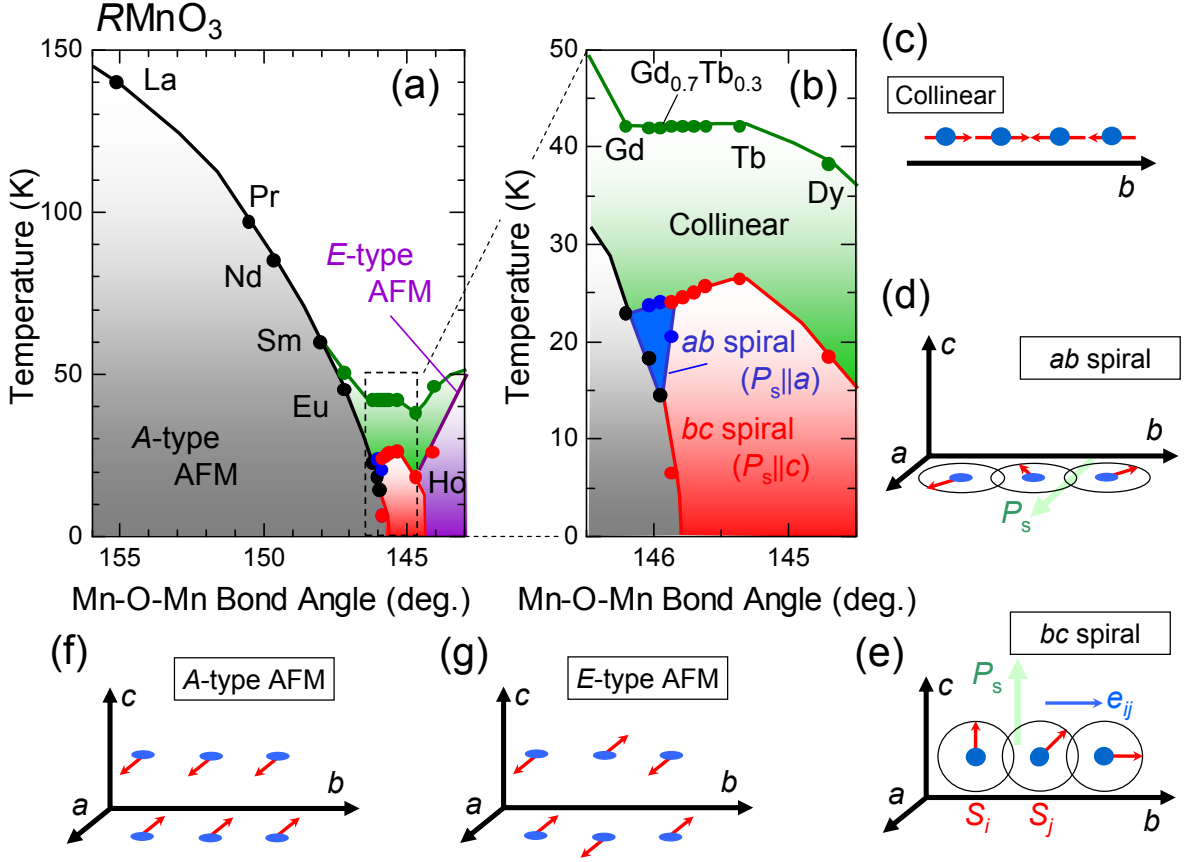 RMnO3
(a)
150
100
50
0
Temperature (K)
La
Pr
Nd
Sm
Eu
E-type
AFM
A-type
AFM
Ho
155
150
145
Mn-O-Mn Bond Angle (deg.)
(b)
50
40
30
20
10
0
Temperature (K)
Gd0.7Tb0.3
Gd
Tb
Dy
Collinear
ab spiral
(Ps||a)
bc spiral
(Ps||c)
146
145
Mn-O-Mn Bond Angle (deg.)
(c)
Collinear
b
(d)
c
ab spiral
a
b
Ps
(e)
bc spiral
c
Ps
eij
a
b
Si
Sj
(f)
A-type AFM
c
a
b
(g)
E-type AFM
c
a
b